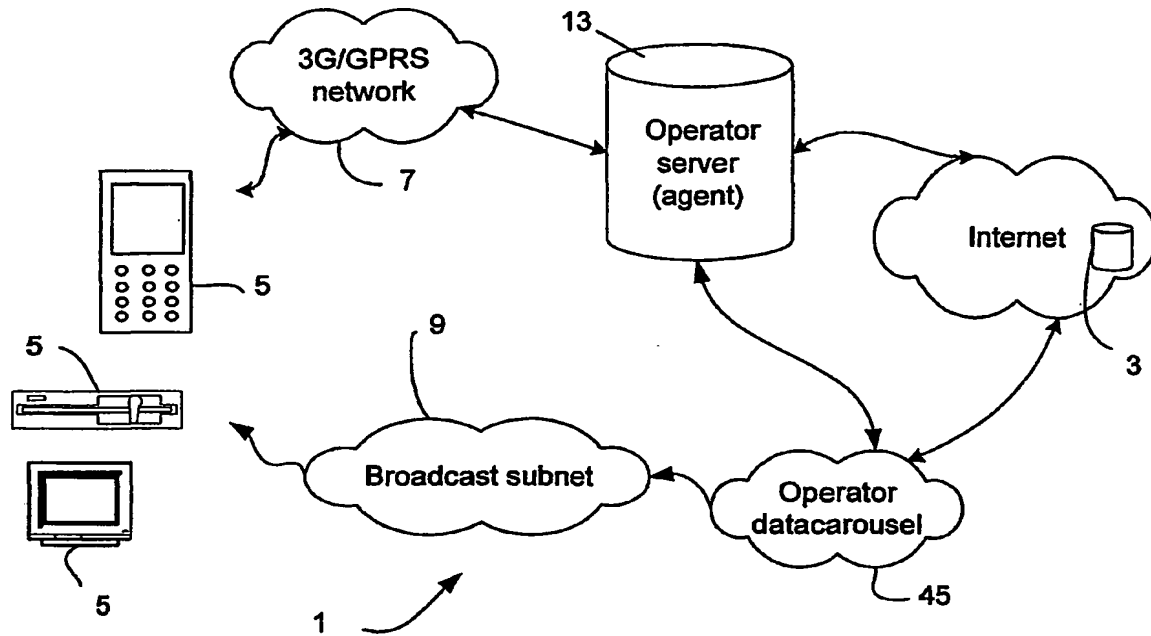 13
3G/GPRS
network
7
Operator
server
(agent)
Internet
3
5
9
5
Broadcast subnet
Operator
datacarousel
5
45
1